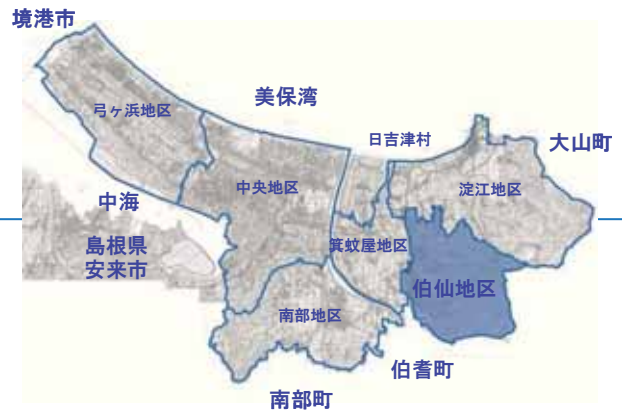 境港市
弓ヶ浜地区
美保湾
日吉津村
大山町
中央地区
淀江地区
中海
島根県
安来市
箕蚊屋地区
伯仙地区
南部地区
伯耆町
南部町